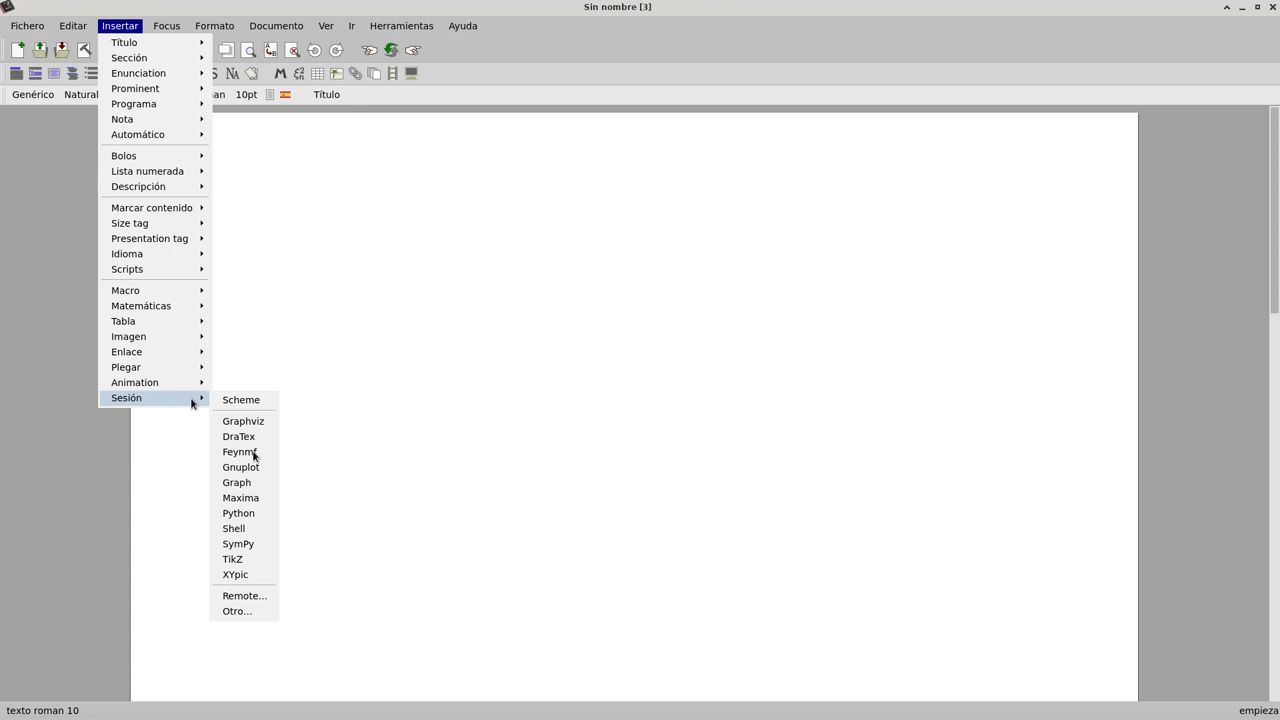 Sin nombre [3]
Fichero Editar Insertar Focus Formato Documento Ver Ir Herramientas Ayuda
Genérico Natural an 10pt Título
Título
Sección
Enunciation
Prominent
Programa
Nota
Automático
Bolos
Lista numerada
Descripción
Marcar contenido
Size tag
Presentation tag
Idioma
Scripts
Macro
Matemáticas
Tabla
Imagen
Enlace
Plegar
Animation
Sesión
Scheme
Graphviz
DraTex
Feynmf
Gnuplot
Graph
Maxima
Python
Shell
SymPy
TikZ
XYpic
Remote...
Otro...
texto roman 10 empieza